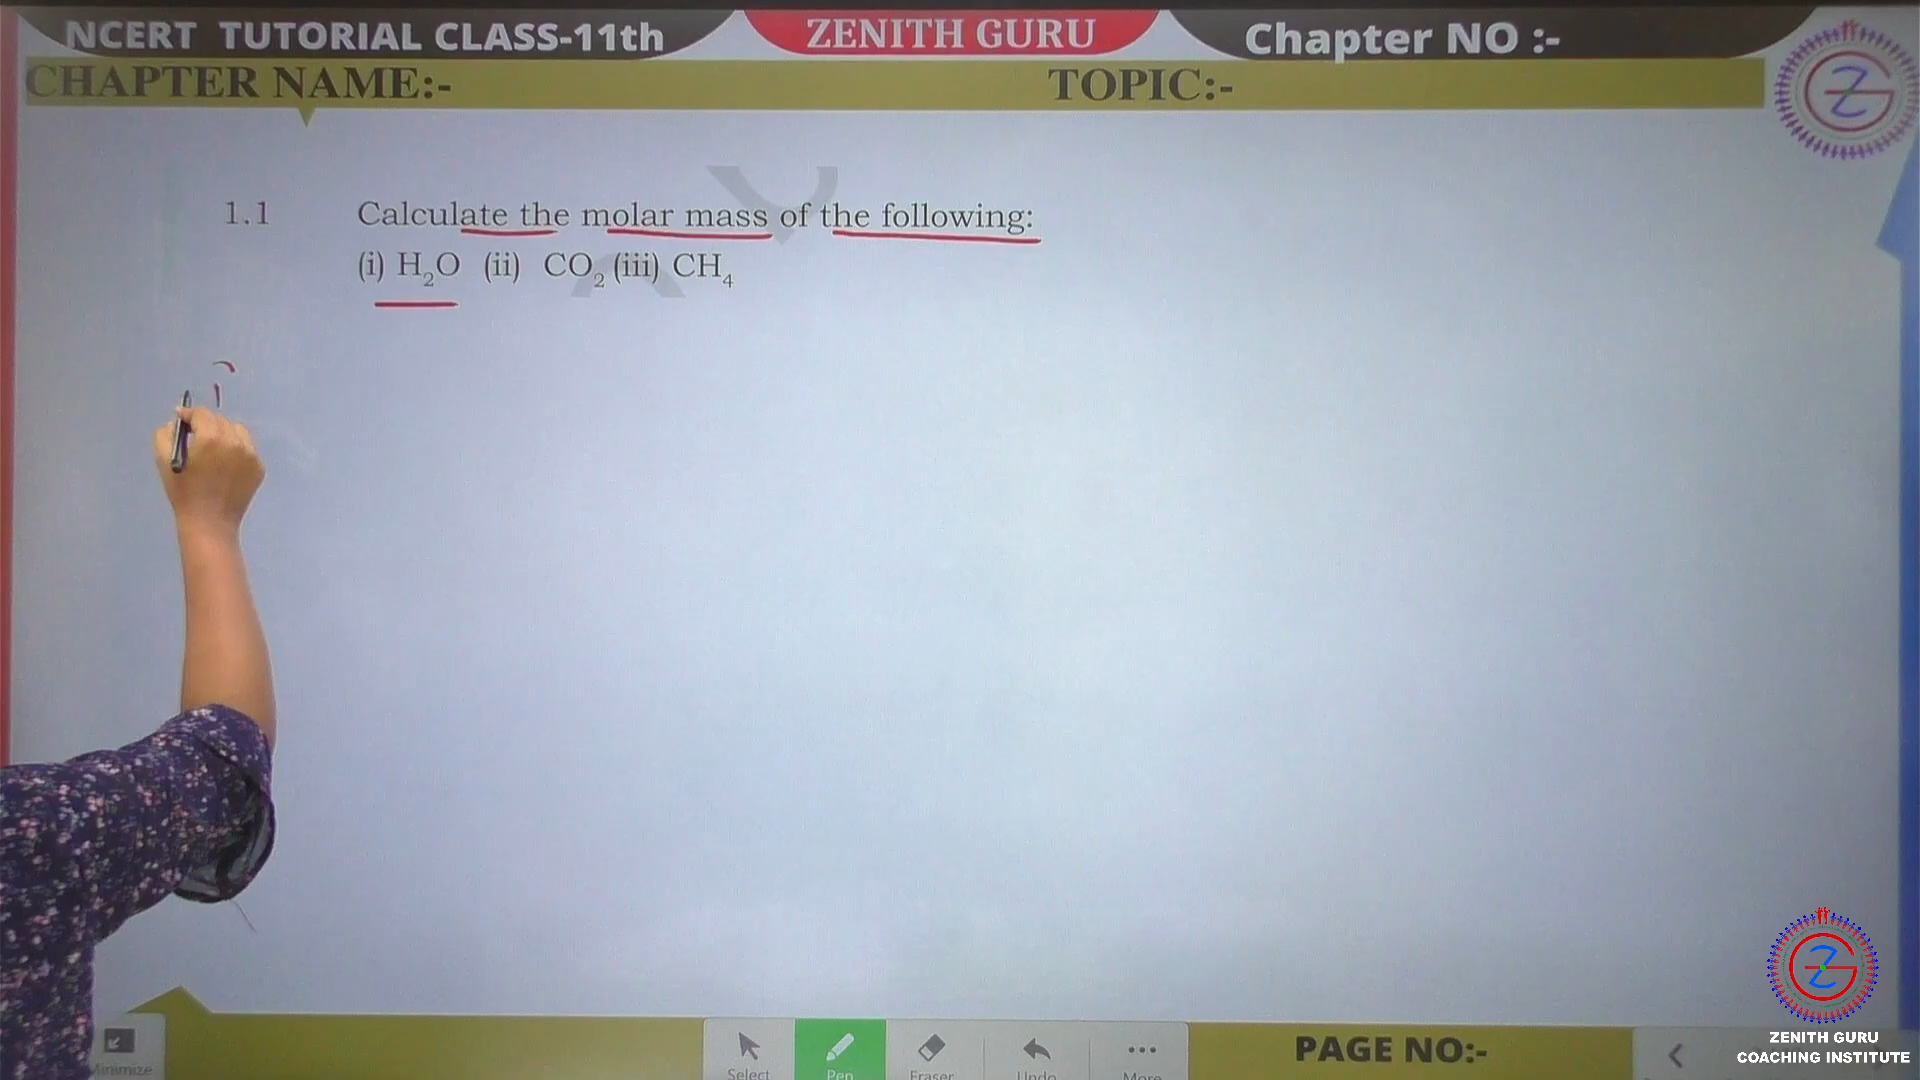 NCERT TUTORIAL CLASS-11th ZENITH GURU Chapter NO :-
CHAPTER NAME:- TOPIC:-
1.1 Calculate the molar mass of the following:
(i) H₂O (ii) CO₂ (iii) CH₄
i
Minimize Select Pen Eraser Undo More PAGE NO:-
ZENITH GURU
COACHING INSTITUTE